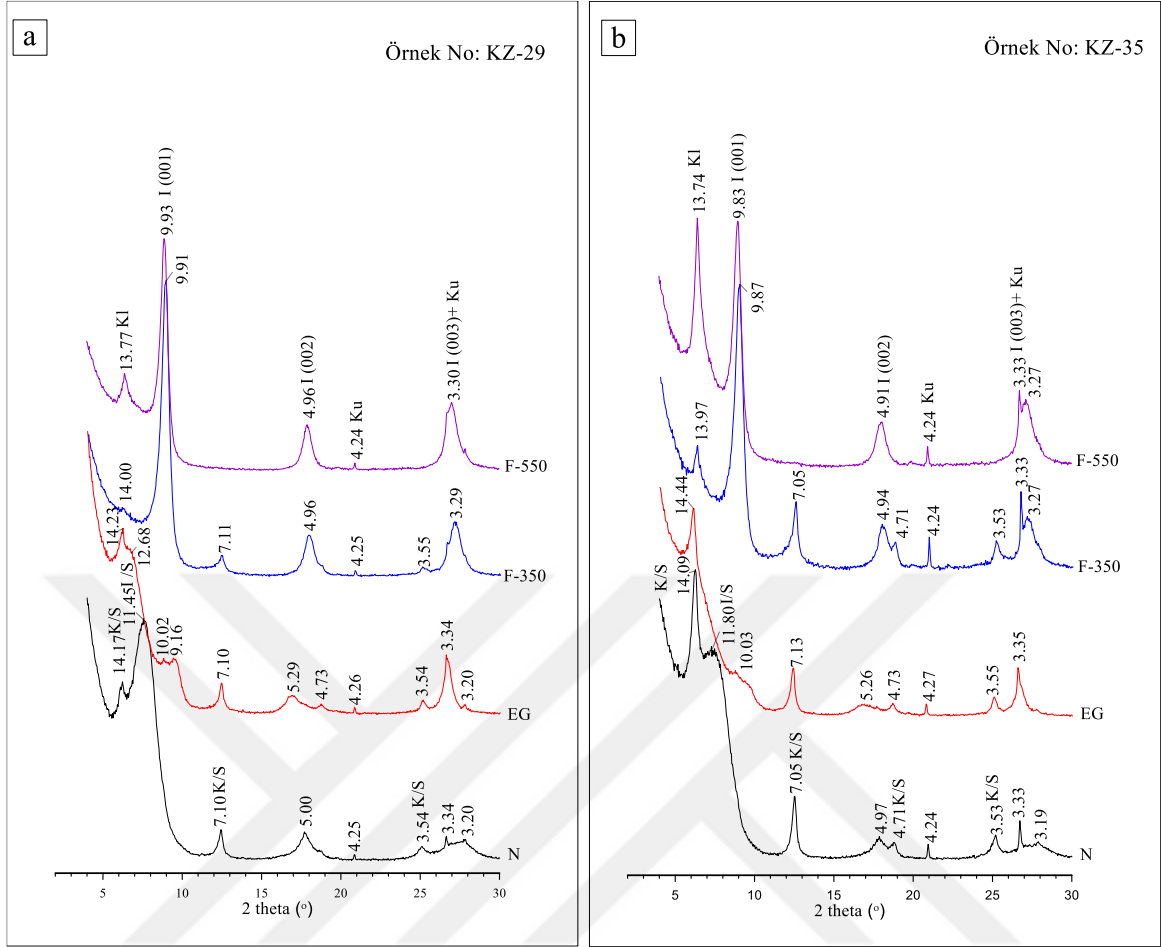 a
Örnek No: KZ-29
9.93 I (001)
9.91
13.77 Kl
4.96 I (002)
4.24 Ku
3.30 I (003)+ Ku
F-550
14.00
7.11
4.96
4.25
3.55
3.29
F-350
14.23
12.68
10.02
9.16
7.10
5.29
4.73
4.26
3.54
3.34
3.20
EG
14.17 K/S
11.45 I/S
7.10 K/S
5.00
4.25
3.54 K/S
3.34
3.20
N
5
10
15
20
25
30
2 theta (°)
b
Örnek No: KZ-35
13.74 Kl
9.83 I (001)
9.87
4.91 I (002)
4.24 Ku
3.33 I (003)+ Ku
3.27
F-550
13.97
7.05
4.94
4.71
4.24
3.53
3.33
3.27
F-350
14.44
10.03
7.13
5.26
4.73
4.27
3.55
3.35
EG
K/S
14.09
11.80 I/S
7.05 K/S
4.97
4.71 K/S
4.24
3.53 K/S
3.33
3.19
N
5
10
15
20
25
30
2 theta (°)